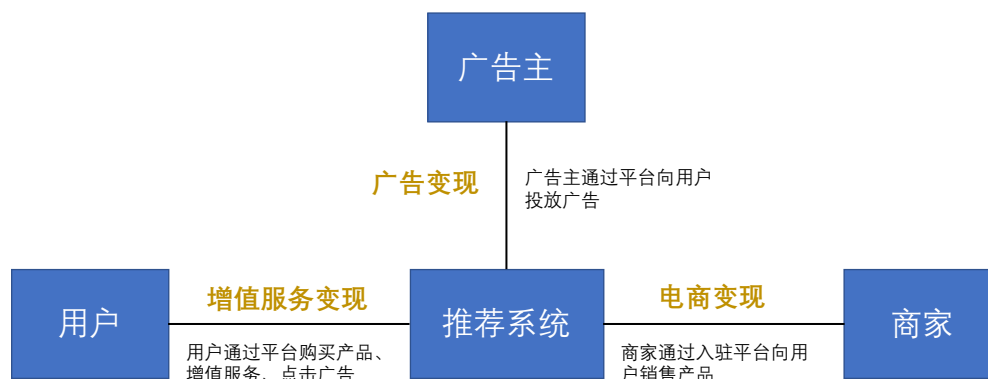 广告主
广告变现
广告主通过平台向用户
投放广告
用户
增值服务变现
用户通过平台购买产品、
增值服务、点击广告
推荐系统
电商变现
商家通过入驻平台向用
户销售产品
商家